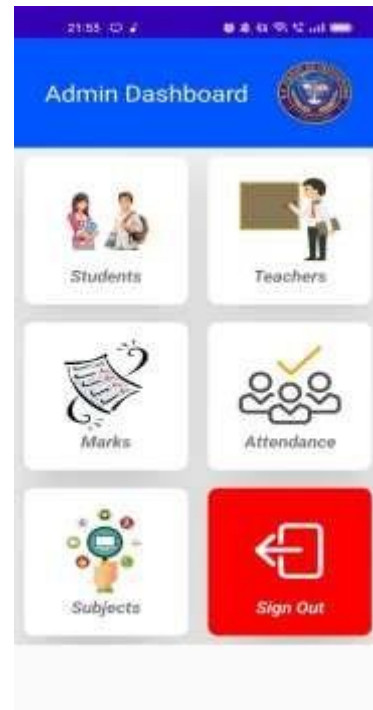 21:55
Admin Dashboard
Students
Teachers
Marks
Attendance
Subjects
Sign Out